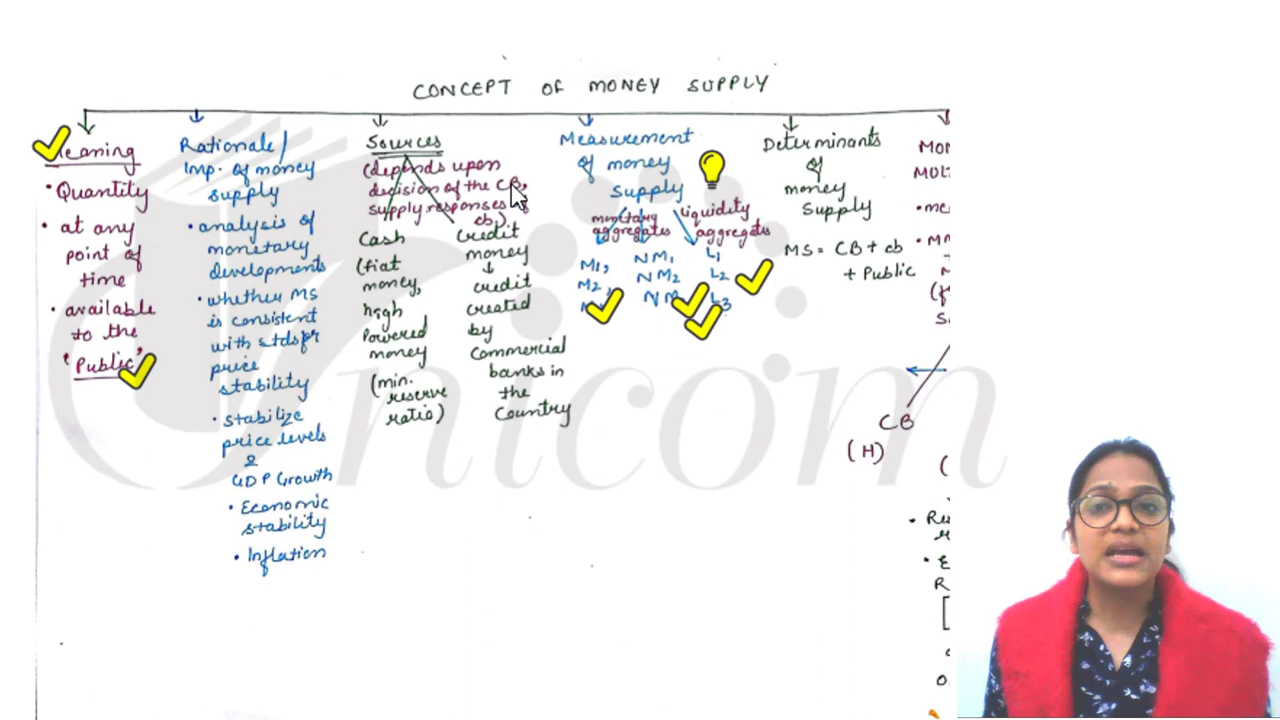 CONCEPT OF MONEY SUPPLY
Meaning
• Quantity
• at any
point of
time
• available
to the
'Public'
Rationale/
Imp. of money
supply
• analysis of
monetary
developments
• whether MS
is consistent
with stds for
price
stability
• stabilize
price levels
&
GDP Growth
• Economic
stability
• Inflation
Sources
(depends upon
decision of the CB,
supply responses of
cb)
Cash
(fiat
money,
high
Powered
money
(min.
reserve
ratio)
Credit
money
↓
credit
created
by
Commercial
banks in
the
Country
Measurement
of money
Supply
monetary
aggregates
M1,
M2,
NM1
NM2
liquidity
aggregates
L1
L2
L3
Determinants
of
money
Supply
MS = CB + cb
+ Public
CB
(H)
nicom